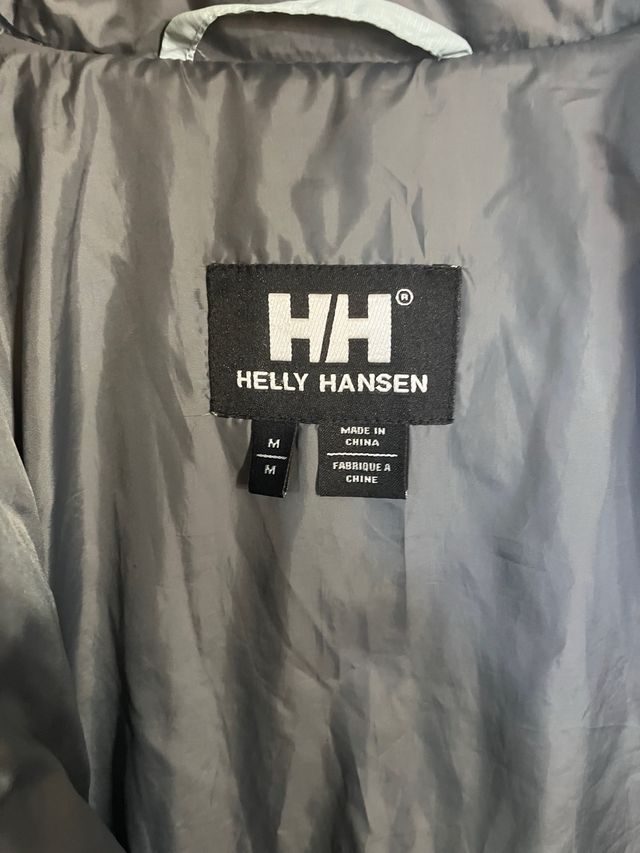 HH®
HELLY HANSEN
M
M
MADE IN
CHINA
FABRIQUE A
CHINE